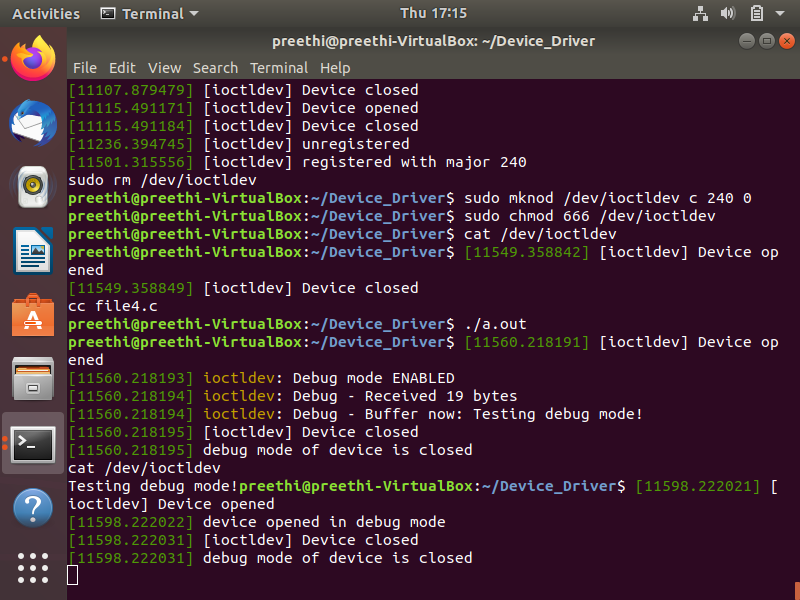 Activities Terminal Thu 17:15
preethi@preethi-VirtualBox: ~/Device_Driver
File Edit View Search Terminal Help
[11107.879479] [ioctldev] Device closed
[11115.491171] [ioctldev] Device opened
[11115.491184] [ioctldev] Device closed
[11236.394745] [ioctldev] unregistered
[11501.315556] [ioctldev] registered with major 240
sudo rm /dev/ioctldev
preethi@preethi-VirtualBox:~/Device_Driver$ sudo mknod /dev/ioctldev c 240 0
preethi@preethi-VirtualBox:~/Device_Driver$ sudo chmod 666 /dev/ioctldev
preethi@preethi-VirtualBox:~/Device_Driver$ cat /dev/ioctldev
preethi@preethi-VirtualBox:~/Device_Driver$ [11549.358842] [ioctldev] Device op
ened
[11549.358849] [ioctldev] Device closed
cc file4.c
preethi@preethi-VirtualBox:~/Device_Driver$ ./a.out
preethi@preethi-VirtualBox:~/Device_Driver$ [11560.218191] [ioctldev] Device op
ened
[11560.218193] ioctldev: Debug mode ENABLED
[11560.218194] ioctldev: Debug - Received 19 bytes
[11560.218194] ioctldev: Debug - Buffer now: Testing debug mode!
[11560.218195] [ioctldev] Device closed
[11560.218195] debug mode of device is closed
cat /dev/ioctldev
Testing debug mode!preethi@preethi-VirtualBox:~/Device_Driver$ [11598.222021] [
ioctldev] Device opened
[11598.222022] device opened in debug mode
[11598.222031] [ioctldev] Device closed
[11598.222031] debug mode of device is closed